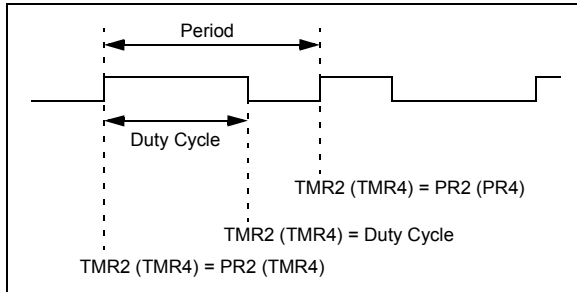 Period
Duty Cycle
TMR2 (TMR4) = PR2 (PR4)
TMR2 (TMR4) = Duty Cycle
TMR2 (TMR4) = PR2 (TMR4)